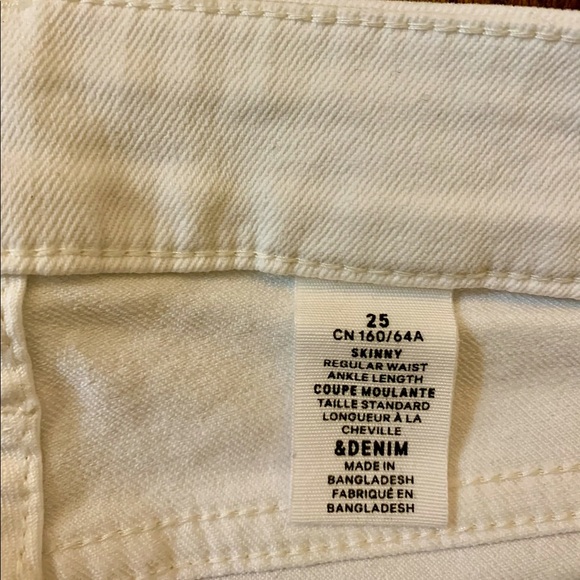 25
CN 160/64A
SKINNY
REGULAR WAIST
ANKLE LENGTH
COUPE MOULANTE
TAILLE STANDARD
LONGUEUR À LA
CHEVILLE
&DENIM
MADE IN
BANGLADESH
FABRIQUÉ EN
BANGLADESH